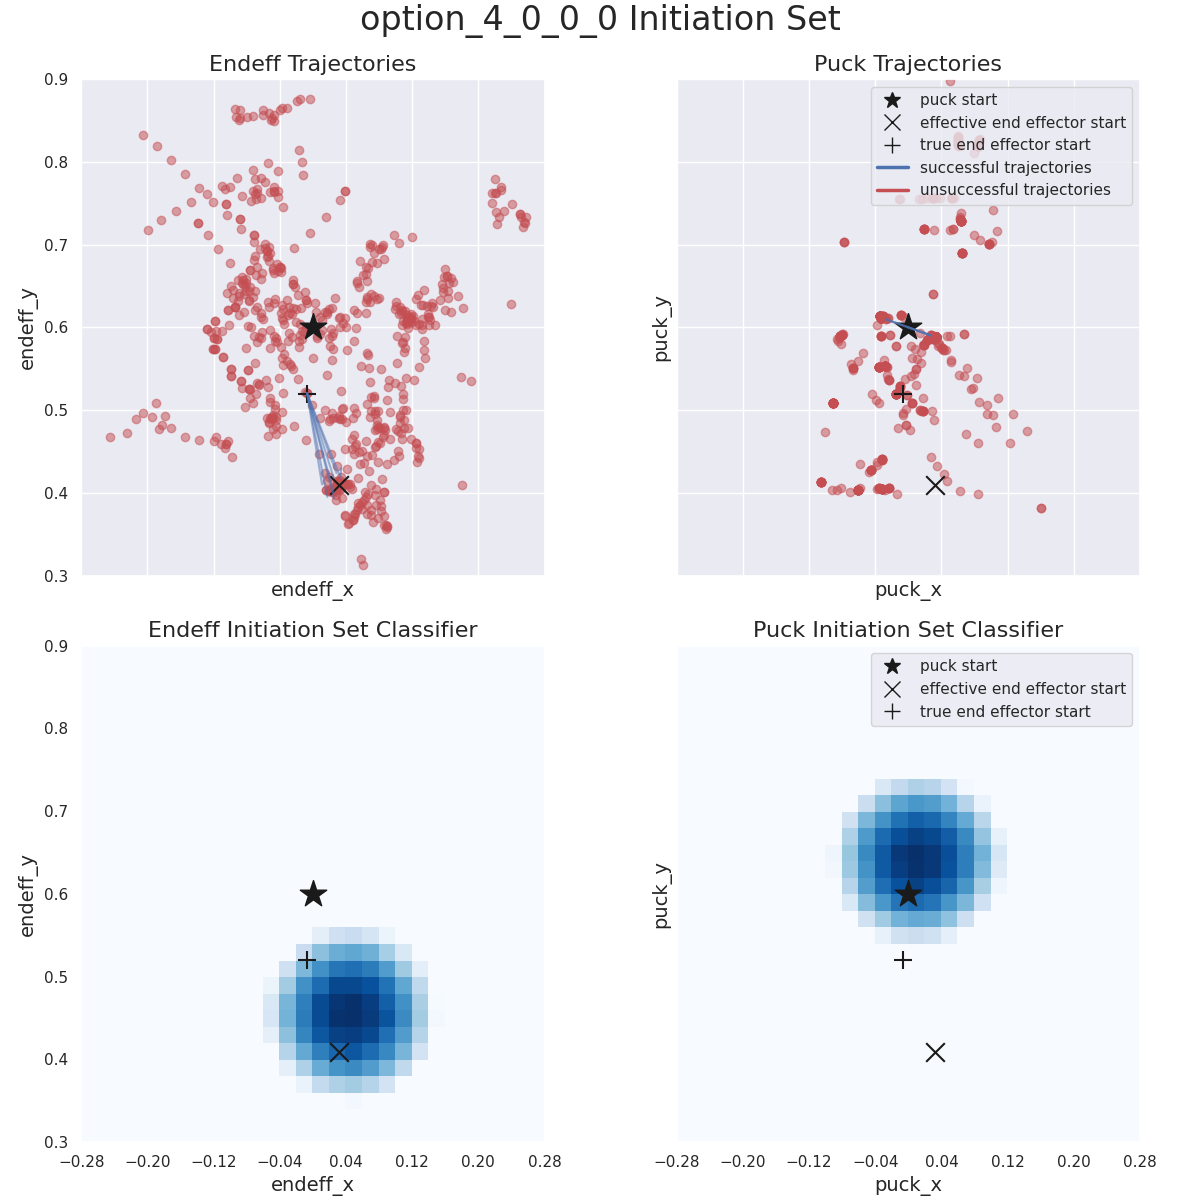 option_4_0_0_0 Initiation Set
Endeff Trajectories
Puck Trajectories
0.9
0.8
0.7
0.6
0.5
0.4
0.3
endeff_y
endeff_x
puck_y
puck_x
puck start
effective end effector start
true end effector start
successful trajectories
unsuccessful trajectories
Endeff Initiation Set Classifier
Puck Initiation Set Classifier
0.9
0.8
0.7
0.6
0.5
0.4
0.3
endeff_y
−0.28 −0.20 −0.12 −0.04 0.04 0.12 0.20 0.28
endeff_x
puck_y
puck start
effective end effector start
true end effector start
−0.28 −0.20 −0.12 −0.04 0.04 0.12 0.20 0.28
puck_x